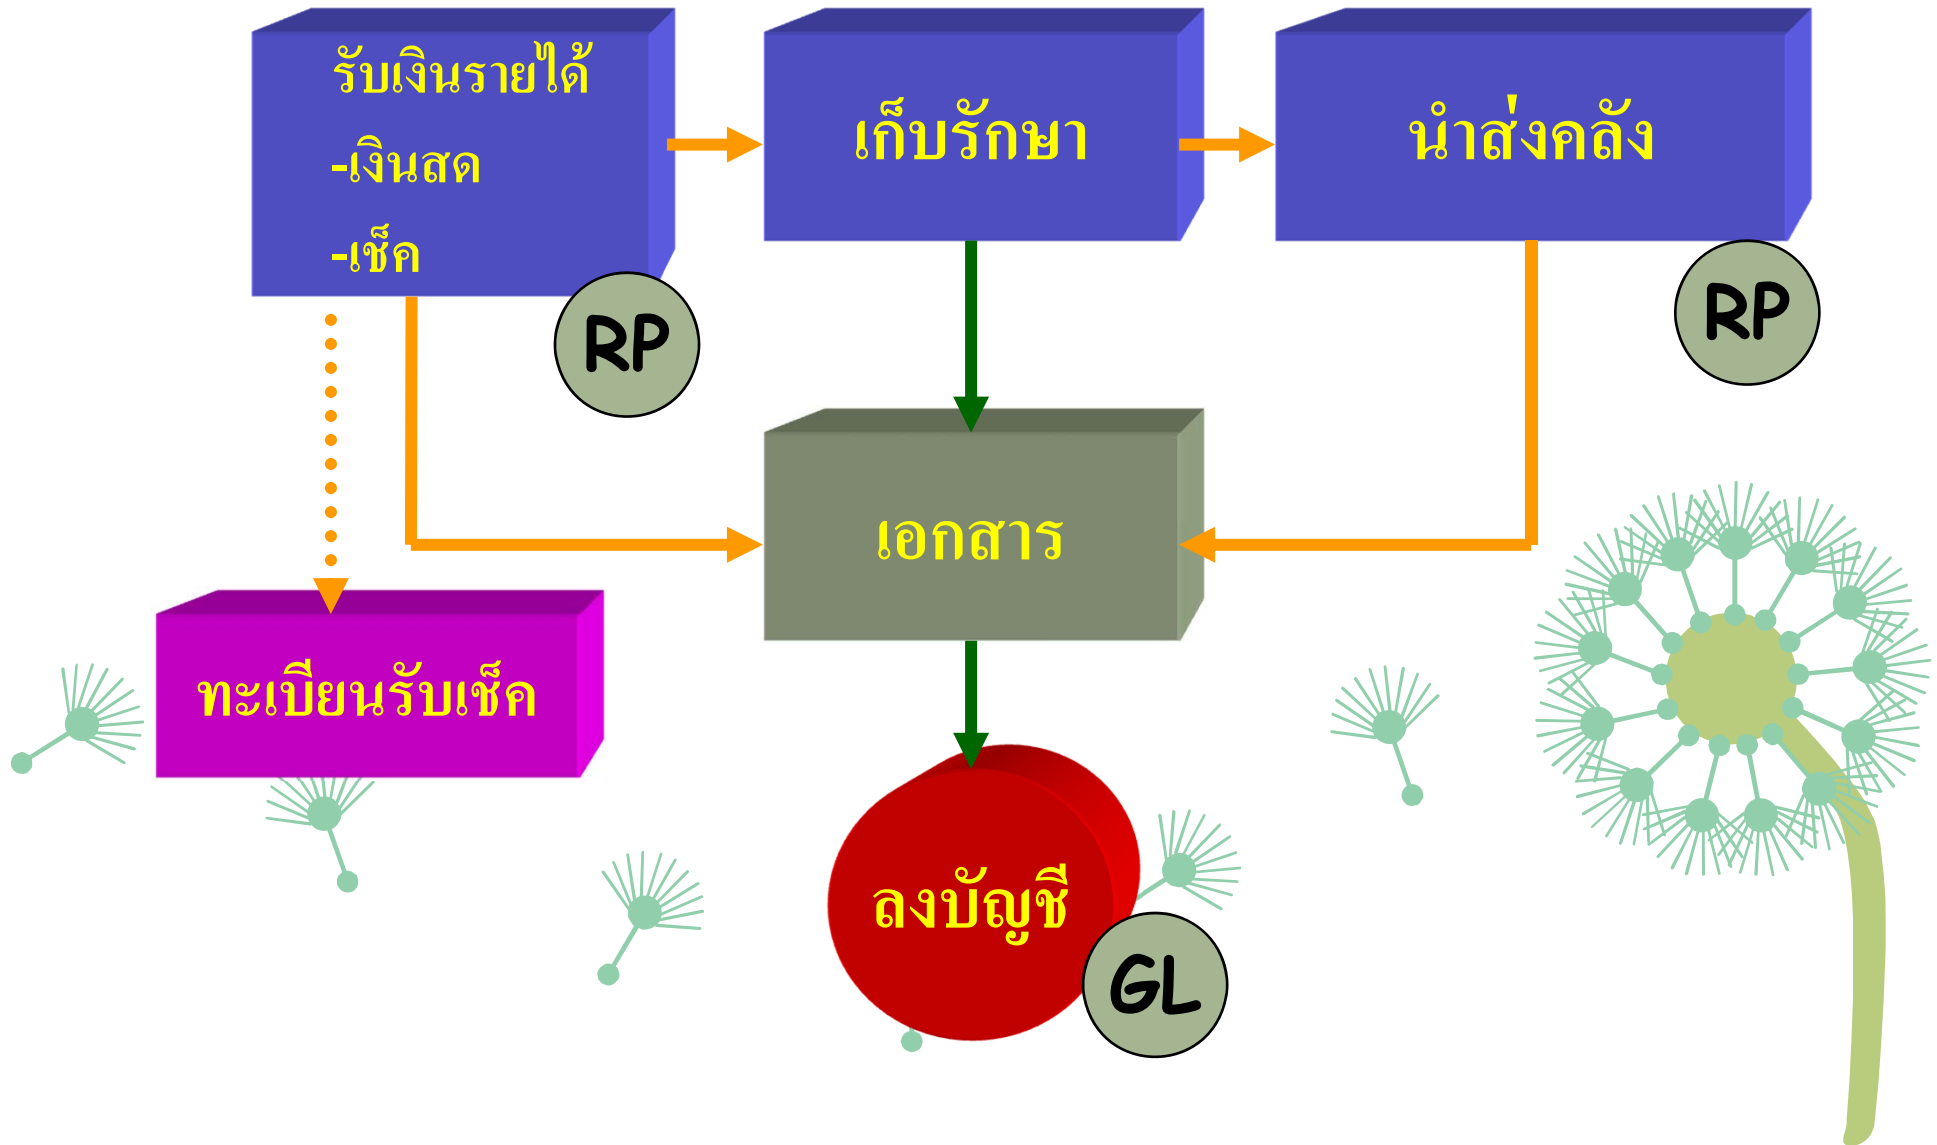 รับเงินรายได้
-เงินสด
-เช็ค
เก็บรักษา
นำส่งคลัง
RP
RP
เอกสาร
ทะเบียนรับเช็ค
ลงบัญชี
GL